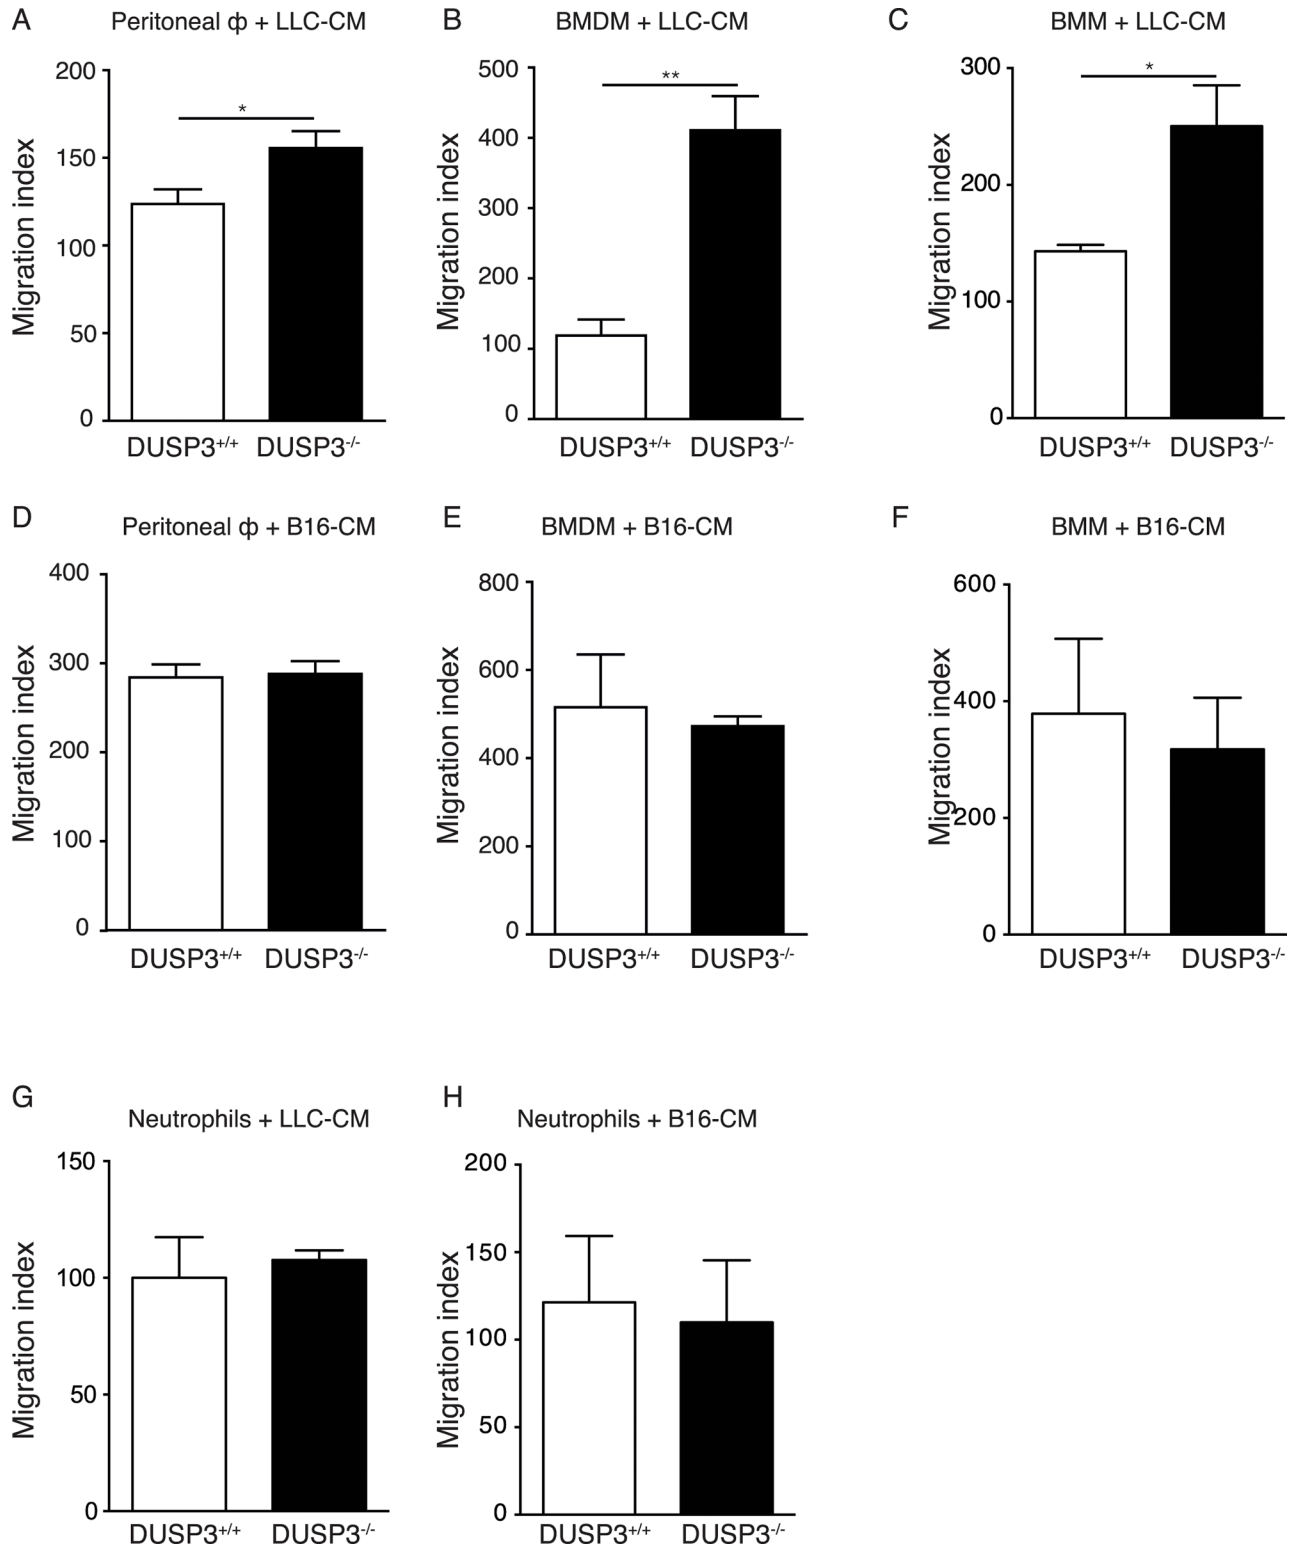 A Peritoneal ф + LLC-CM
Migration index
200
150
100
50
0
*
DUSP3+/+ DUSP3-/-
B BMDM + LLC-CM
Migration index
500
400
300
200
100
0
**
DUSP3+/+ DUSP3-/-
C BMM + LLC-CM
Migration index
300
200
100
0
*
DUSP3+/+ DUSP3-/-
D Peritoneal ф + B16-CM
Migration index
400
300
200
100
0
DUSP3+/+ DUSP3-/-
E BMDM + B16-CM
Migration index
800
600
400
200
0
DUSP3+/+ DUSP3-/-
F BMM + B16-CM
Migration index
600
400
200
0
DUSP3+/+ DUSP3-/-
G Neutrophils + LLC-CM
Migration index
150
100
50
0
DUSP3+/+ DUSP3-/-
H Neutrophils + B16-CM
Migration index
200
150
100
50
0
DUSP3+/+ DUSP3-/-